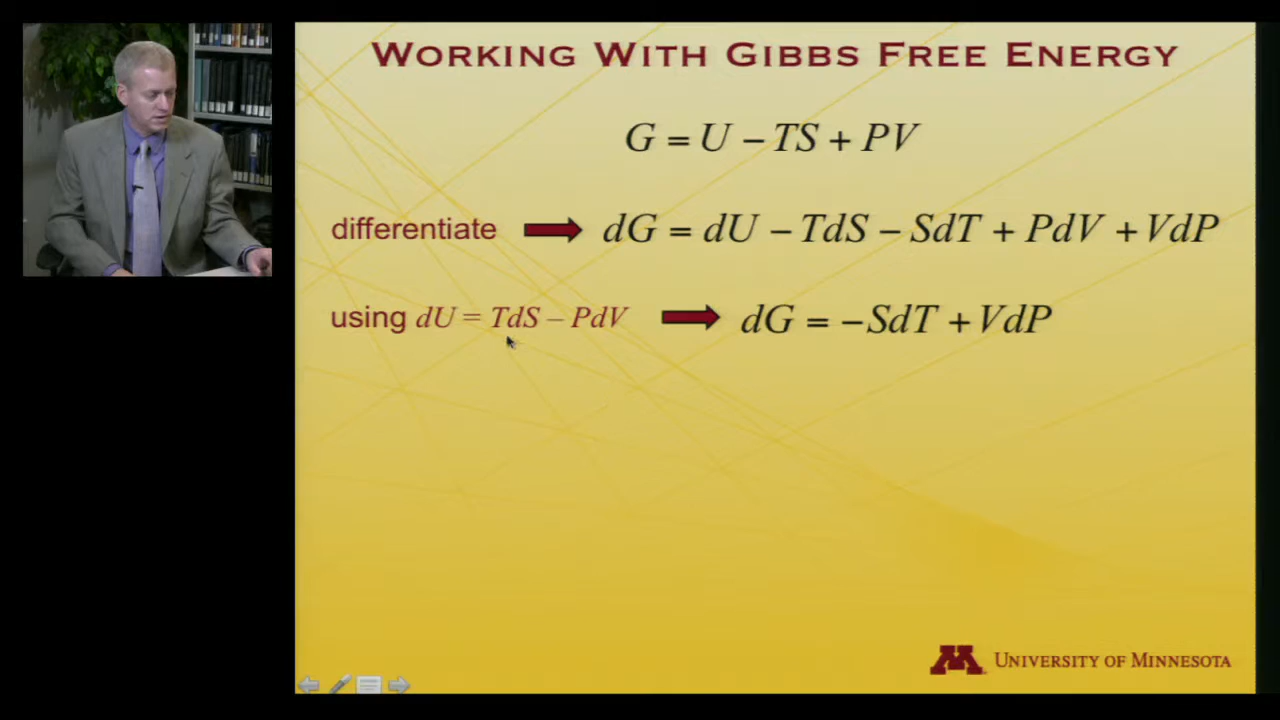 WORKING WITH GIBBS FREE ENERGY
G = U − TS + PV
differentiate dG = dU − TdS − SdT + PdV + VdP
using dU = TdS − PdV dG = −SdT + VdP
M UNIVERSITY OF MINNESOTA